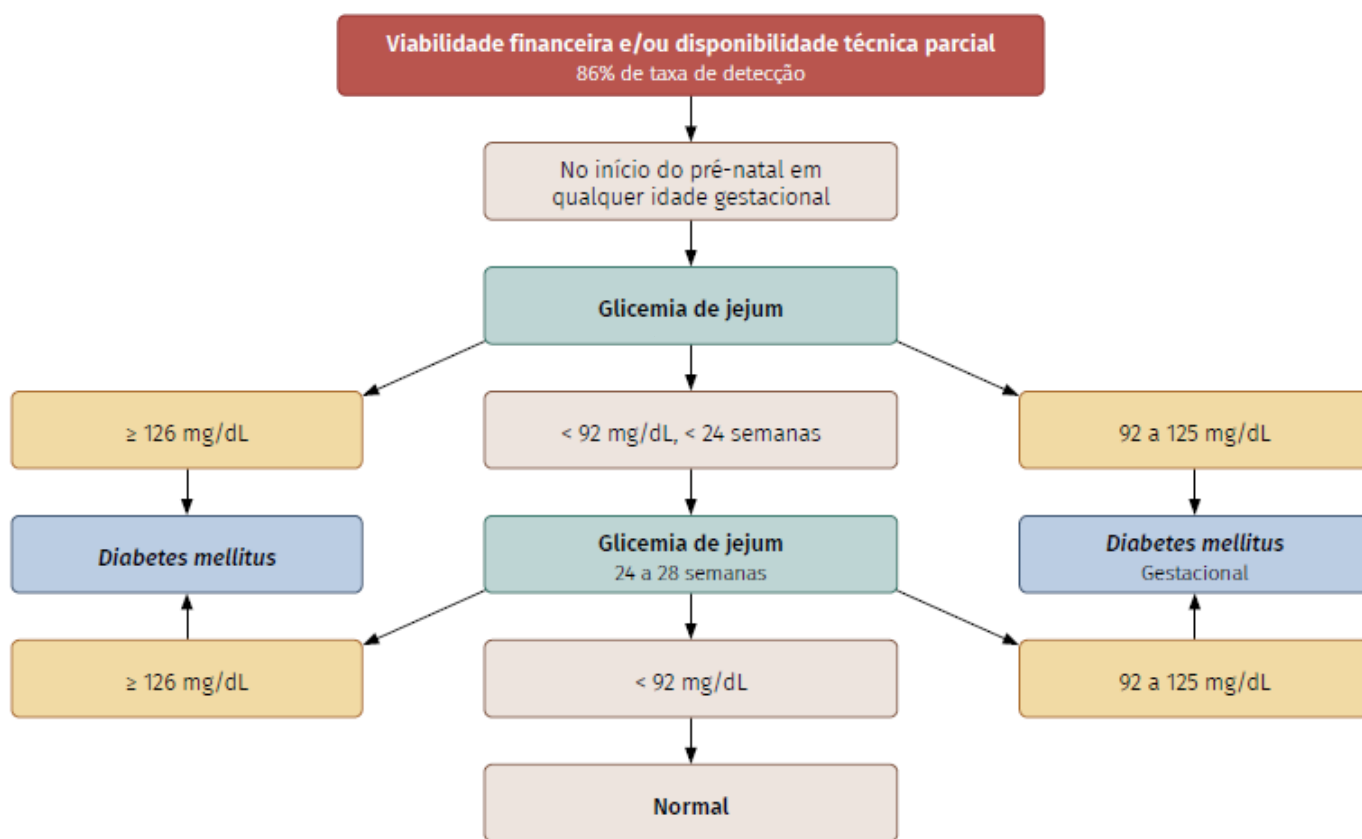 Viabilidade financeira e/ou disponibilidade técnica parcial
86% de taxa de detecção
No início do pré-natal em
qualquer idade gestacional
Glicemia de jejum
≥ 126 mg/dL
< 92 mg/dL, < 24 semanas
92 a 125 mg/dL
Diabetes mellitus
Glicemia de jejum
24 a 28 semanas
Diabetes mellitus
Gestacional
≥ 126 mg/dL
< 92 mg/dL
92 a 125 mg/dL
Normal